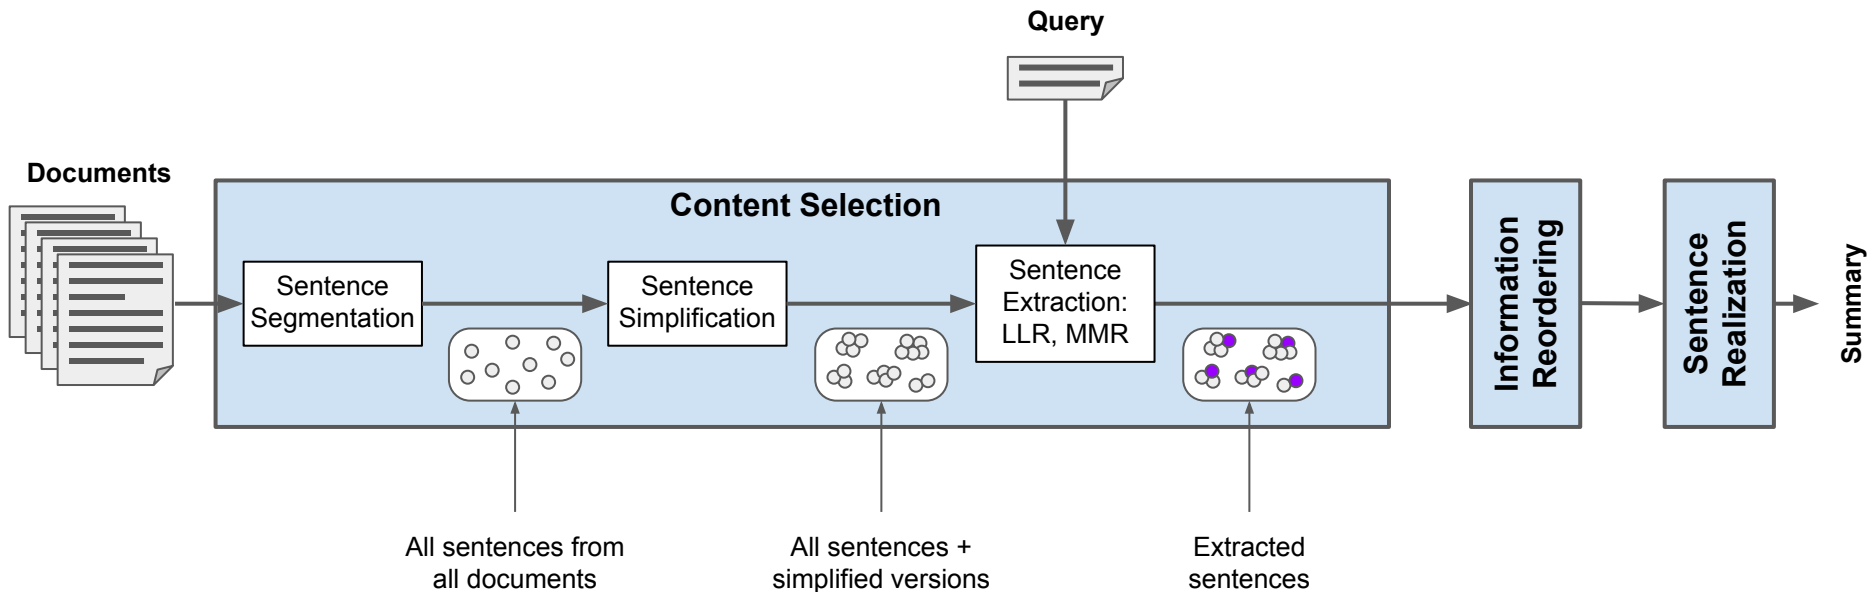 Query
Documents
Content Selection
Sentence
Segmentation
Sentence
Simplification
Sentence
Extraction:
LLR, MMR
Information
Reordering
Sentence
Realization
Summary
All sentences from
all documents
All sentences +
simplified versions
Extracted
sentences